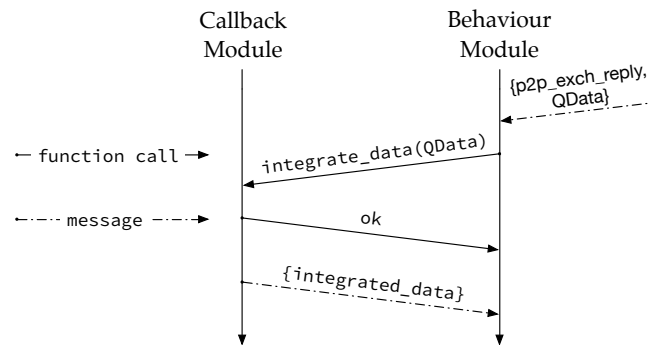 Callback
Module
Behaviour
Module
{p2p_exch_reply,
QData}
function call
integrate_data(QData)
message
ok
{integrated_data}